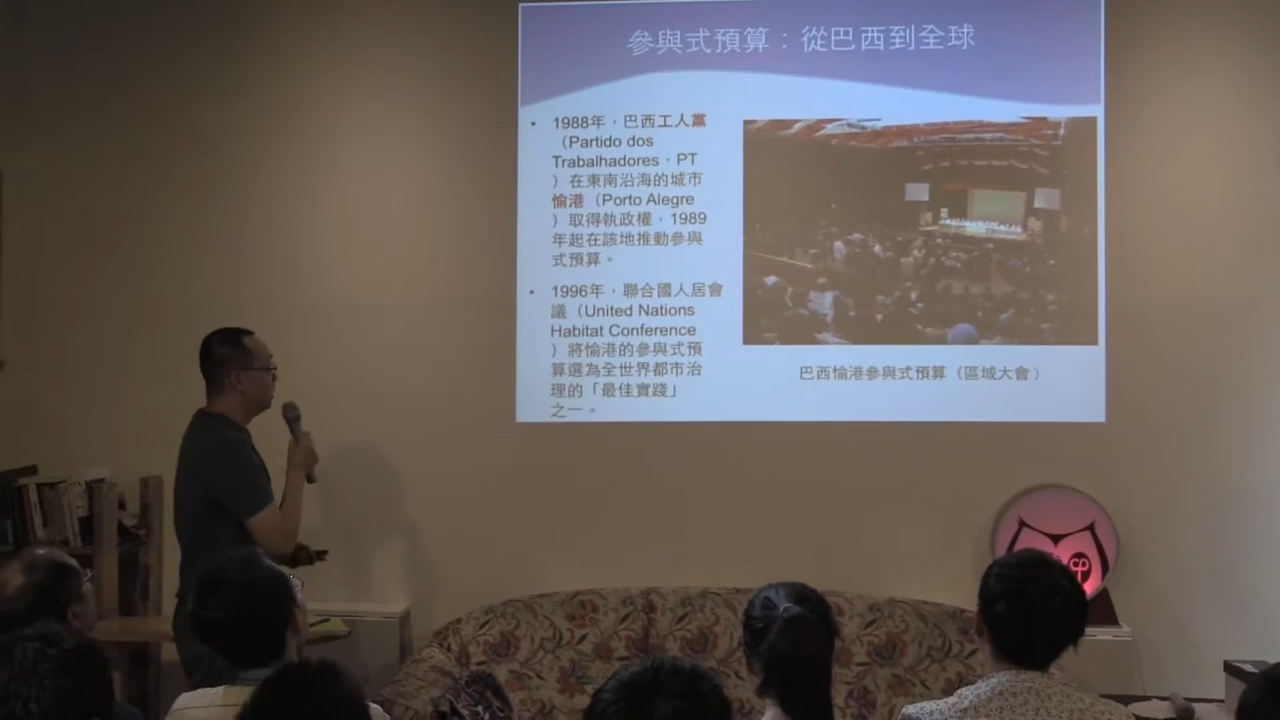 參與式預算：從巴西到全球
• 1988年，巴西工人黨
（Partido dos
Trabalhadores，PT
）在東南沿海的城市
愉港（Porto Alegre
）取得執政權，1989
年起在該地推動參與
式預算。
• 1996年，聯合國人居會
議（United Nations
Habitat Conference
）將愉港的參與式預
算選為全世界都市治
理的「最佳實踐」
之一。
巴西愉港參與式預算（區域大會）